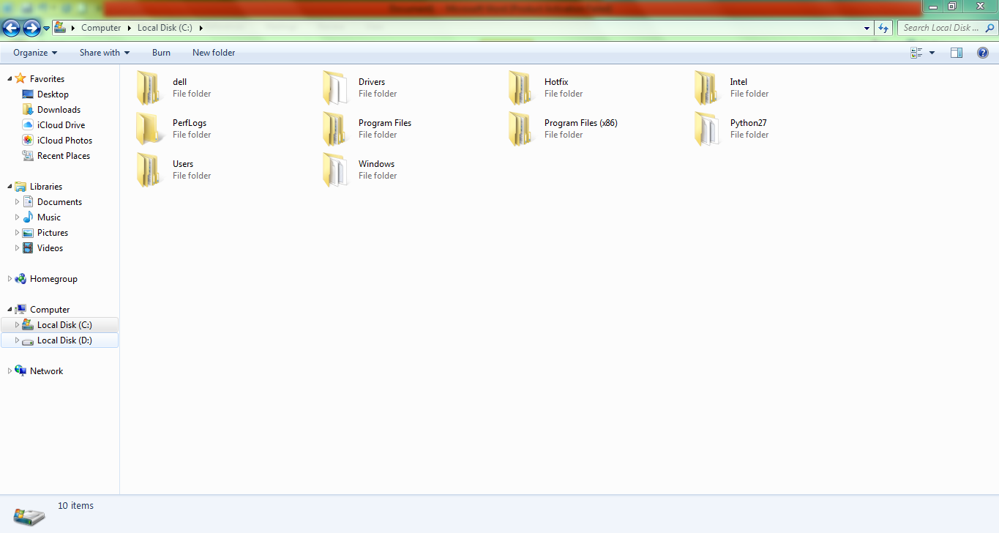 Computer
Local Disk (C:)
Search Local Disk ...
Organize
Share with
Burn
New folder
Favorites
Desktop
Downloads
iCloud Drive
iCloud Photos
Recent Places
Libraries
Documents
Music
Pictures
Videos
Homegroup
Computer
Local Disk (C:)
Local Disk (D:)
Network
dell
File folder
Drivers
File folder
Hotfix
File folder
Intel
File folder
PerfLogs
File folder
Program Files
File folder
Program Files (x86)
File folder
Python27
File folder
Users
File folder
Windows
File folder
10 items